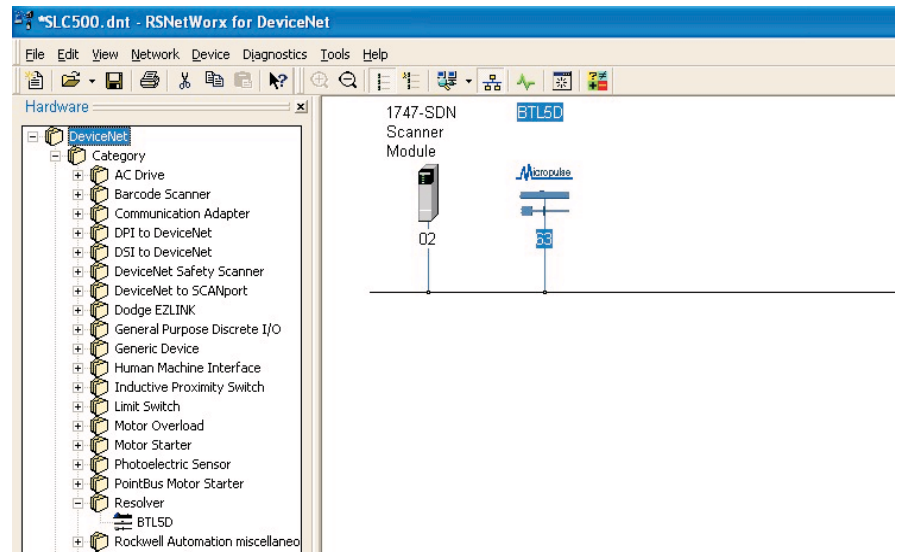 *SLC500.dnt - RSNetWorx for DeviceNet
File Edit View Network Device Diagnostics Tools Help
Hardware
DeviceNet
Category
AC Drive
Barcode Scanner
Communication Adapter
DPI to DeviceNet
DSI to DeviceNet
DeviceNet Safety Scanner
DeviceNet to SCANport
Dodge EZLINK
General Purpose Discrete I/O
Generic Device
Human Machine Interface
Inductive Proximity Switch
Limit Switch
Motor Overload
Motor Starter
Photoelectric Sensor
PointBus Motor Starter
Resolver
BTL5D
Rockwell Automation miscellaneo
1747-SDN
Scanner
Module
02
BTL5D
Micropulse
63